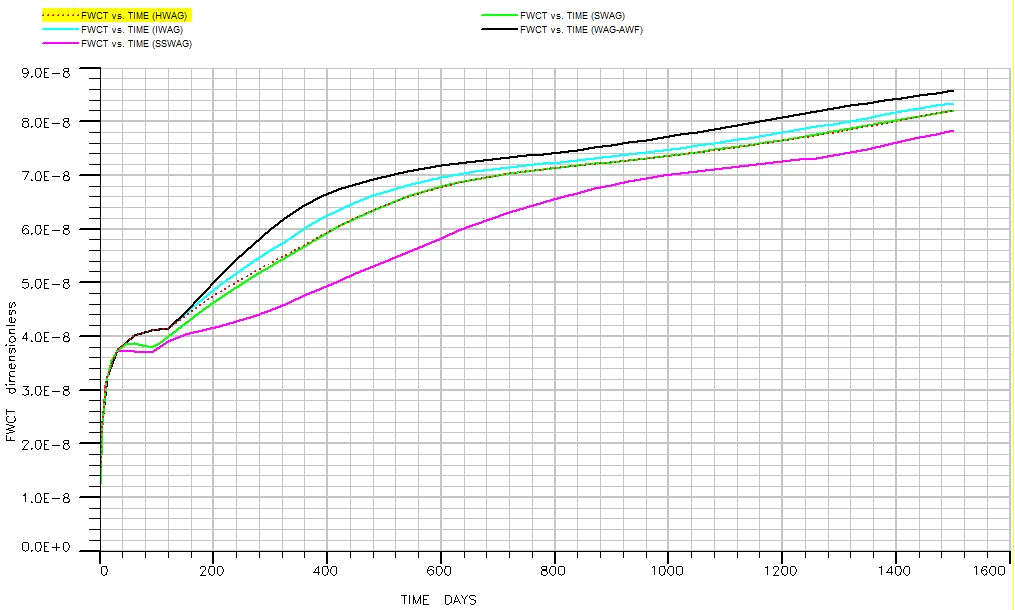 FWCT vs. TIME (HWAG)
FWCT vs. TIME (SWAG)
FWCT vs. TIME (IWAG)
FWCT vs. TIME (WAG-AWF)
FWCT vs. TIME (SSWAG)
9.0E-8
8.0E-8
7.0E-8
6.0E-8
5.0E-8
4.0E-8
3.0E-8
2.0E-8
1.0E-8
0.0E+0
FWCT dimensionless
0 200 400 600 800 1000 1200 1400 1600
TIME DAYS